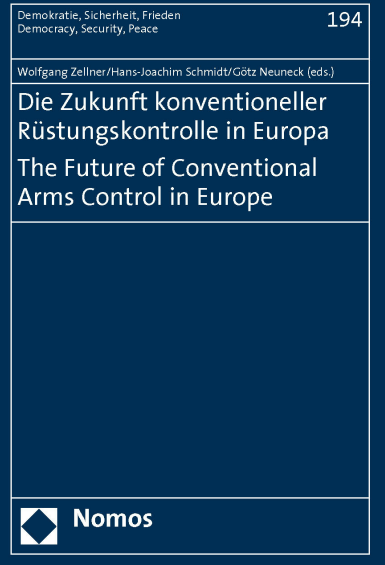 Demokratie, Sicherheit, Frieden
Democracy, Security, Peace
194
Wolfgang Zellner/Hans-Joachim Schmidt/Götz Neuneck (eds.)
Die Zukunft konventioneller
Rüstungskontrolle in Europa
The Future of Conventional
Arms Control in Europe
Nomos